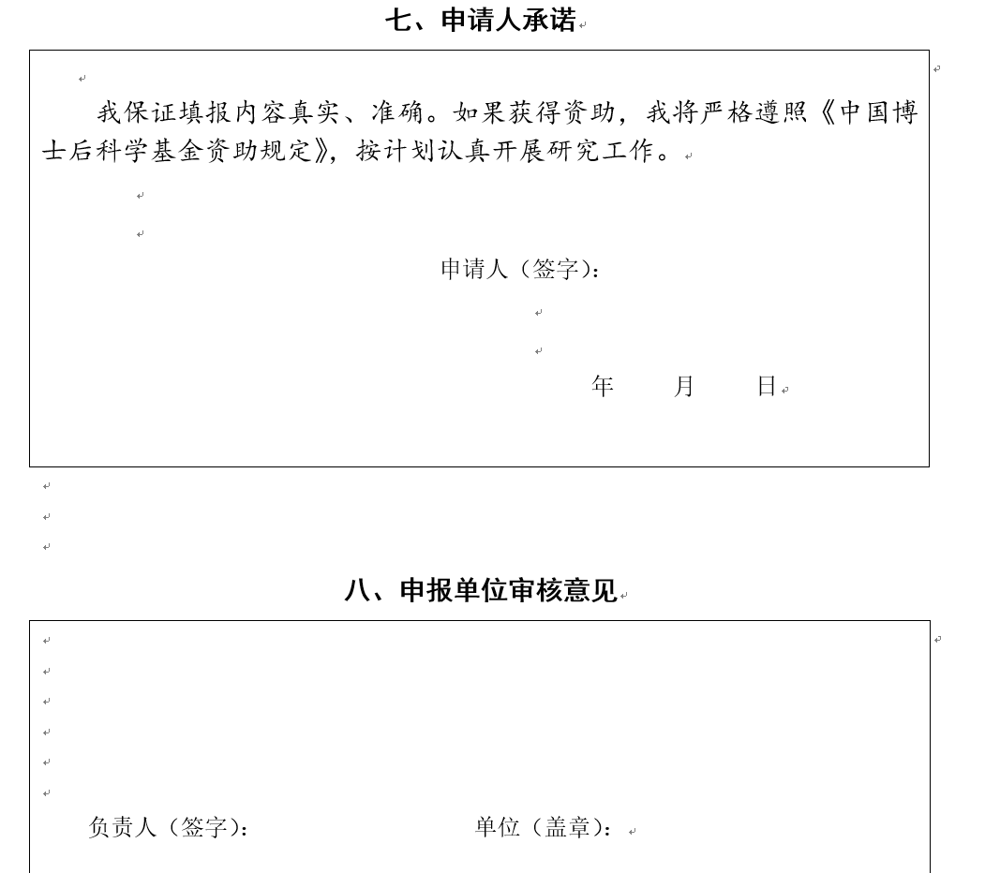 七、申请人承诺
我保证填报内容真实、准确。如果获得资助，我将严格遵照《中国博
士后科学基金资助规定》，按计划认真开展研究工作。
申请人（签字）：
年 月 日
八、申报单位审核意见
负责人（签字）： 单位（盖章）：